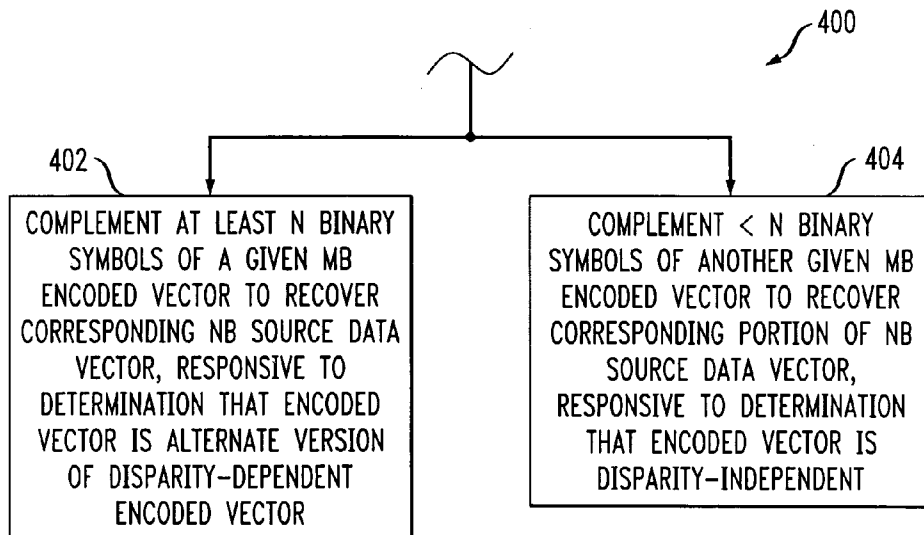 400
402
COMPLEMENT AT LEAST N BINARY
SYMBOLS OF A GIVEN MB
ENCODED VECTOR TO RECOVER
CORRESPONDING NB SOURCE DATA
VECTOR, RESPONSIVE TO
DETERMINATION THAT ENCODED
VECTOR IS ALTERNATE VERSION
OF DISPARITY-DEPENDENT
ENCODED VECTOR
404
COMPLEMENT < N BINARY
SYMBOLS OF ANOTHER GIVEN MB
ENCODED VECTOR TO RECOVER
CORRESPONDING PORTION OF NB
SOURCE DATA VECTOR,
RESPONSIVE TO DETERMINATION
THAT ENCODED VECTOR IS
DISPARITY-INDEPENDENT